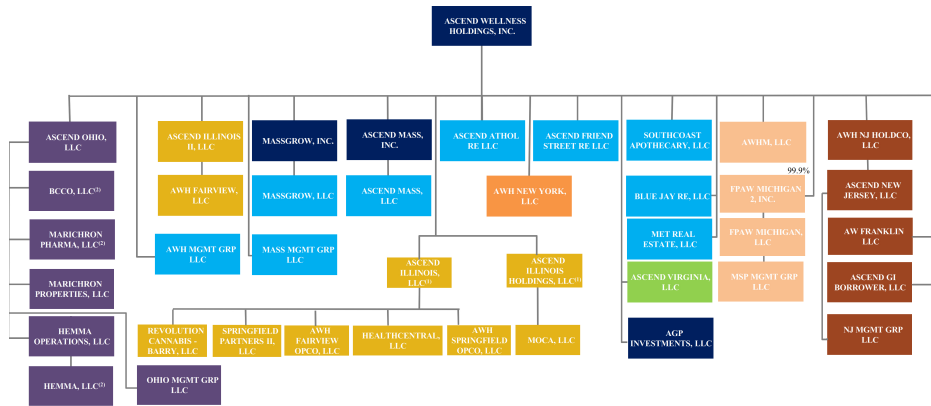 ASCEND WELLNESS
HOLDINGS, INC.
ASCEND OHIO,
LLC
ASCEND ILLINOIS
II, LLC
MASSGROW, INC.
ASCEND MASS,
INC.
ASCEND ATHOL
RE LLC
ASCEND FRIEND
STREET RE LLC
SOUTHCOAST
APOTHECARY, LLC
AWHM, LLC
AWH NJ HOLDCO,
LLC
99.9%
BCCO, LLC(2)
AWH FAIRVIEW,
LLC
MASSGROW, LLC
ASCEND MASS,
LLC
AWH NEW YORK,
LLC
BLUE JAY RE, LLC
FPAW MICHIGAN
2, INC.
ASCEND NEW
JERSEY, LLC
MARICHRON
PHARMA, LLC(2)
AWH MGMT GRP
LLC
MASS MGMT GRP
LLC
MET REAL
ESTATE, LLC
FPAW MICHIGAN,
LLC
AW FRANKLIN
LLC
MARICHRON
PROPERTIES, LLC
ASCEND
ILLINOIS,
LLC(1)
ASCEND
ILLINOIS
HOLDINGS, LLC(1)
ASCEND VIRGINIA,
LLC
MSP MGMT GRP
LLC
ASCEND GI
BORROWER, LLC
HEMMA
OPERATIONS, LLC
REVOLUTION
CANNABIS -
BARRY, LLC
SPRINGFIELD
PARTNERS II,
LLC
AWH
FAIRVIEW
OPCO, LLC
HEALTHCENTRAL,
LLC
AWH
SPRINGFIELD
OPCO, LLC
MOCA, LLC
AGP
INVESTMENTS, LLC
NJ MGMT GRP
LLC
HEMMA, LLC(2)
OHIO MGMT GRP
LLC